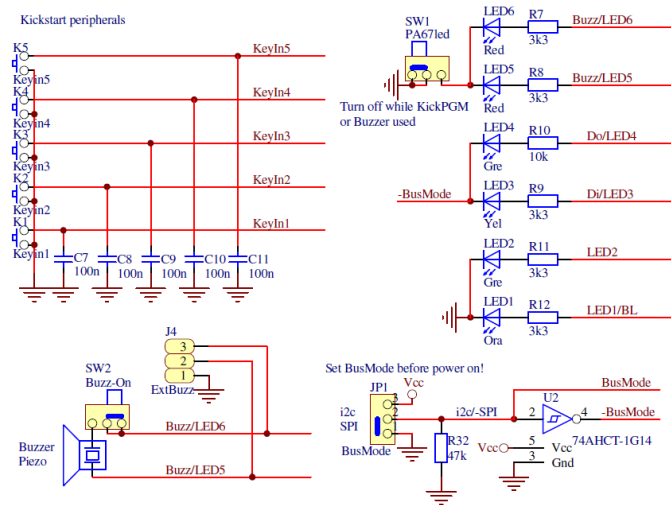 Kickstart peripherals
K5
KeyIn5
Keyin5
K4
KeyIn4
Keyin4
K3
KeyIn3
Keyin3
K2
KeyIn2
Keyin2
K1
KeyIn1
Keyin1
C7
100n
C8
100n
C9
100n
C10
100n
C11
100n
SW1
PA67led
Turn off while KickPGM
or Buzzer used
LED6
Red
R7
3k3
Buzz/LED6
LED5
Red
R8
3k3
Buzz/LED5
LED4
Gre
R10
10k
Do/LED4
-BusMode
LED3
Yel
R9
3k3
Di/LED3
LED2
Gre
R11
3k3
LED2
LED1
Ora
R12
3k3
LED1/BL
J4
3
2
1
ExtBuzz
SW2
Buzz-On
Buzz/LED6
Buzzer
Piezo
Buzz/LED5
Set BusMode before power on!
JP1
Vcc
3
i2c
2
SPI
1
BusMode
i2c/-SPI
R32
47k
BusMode
U2
2
4
-BusMode
74AHCT-1G14
Vcc
5
Vcc
3
Gnd